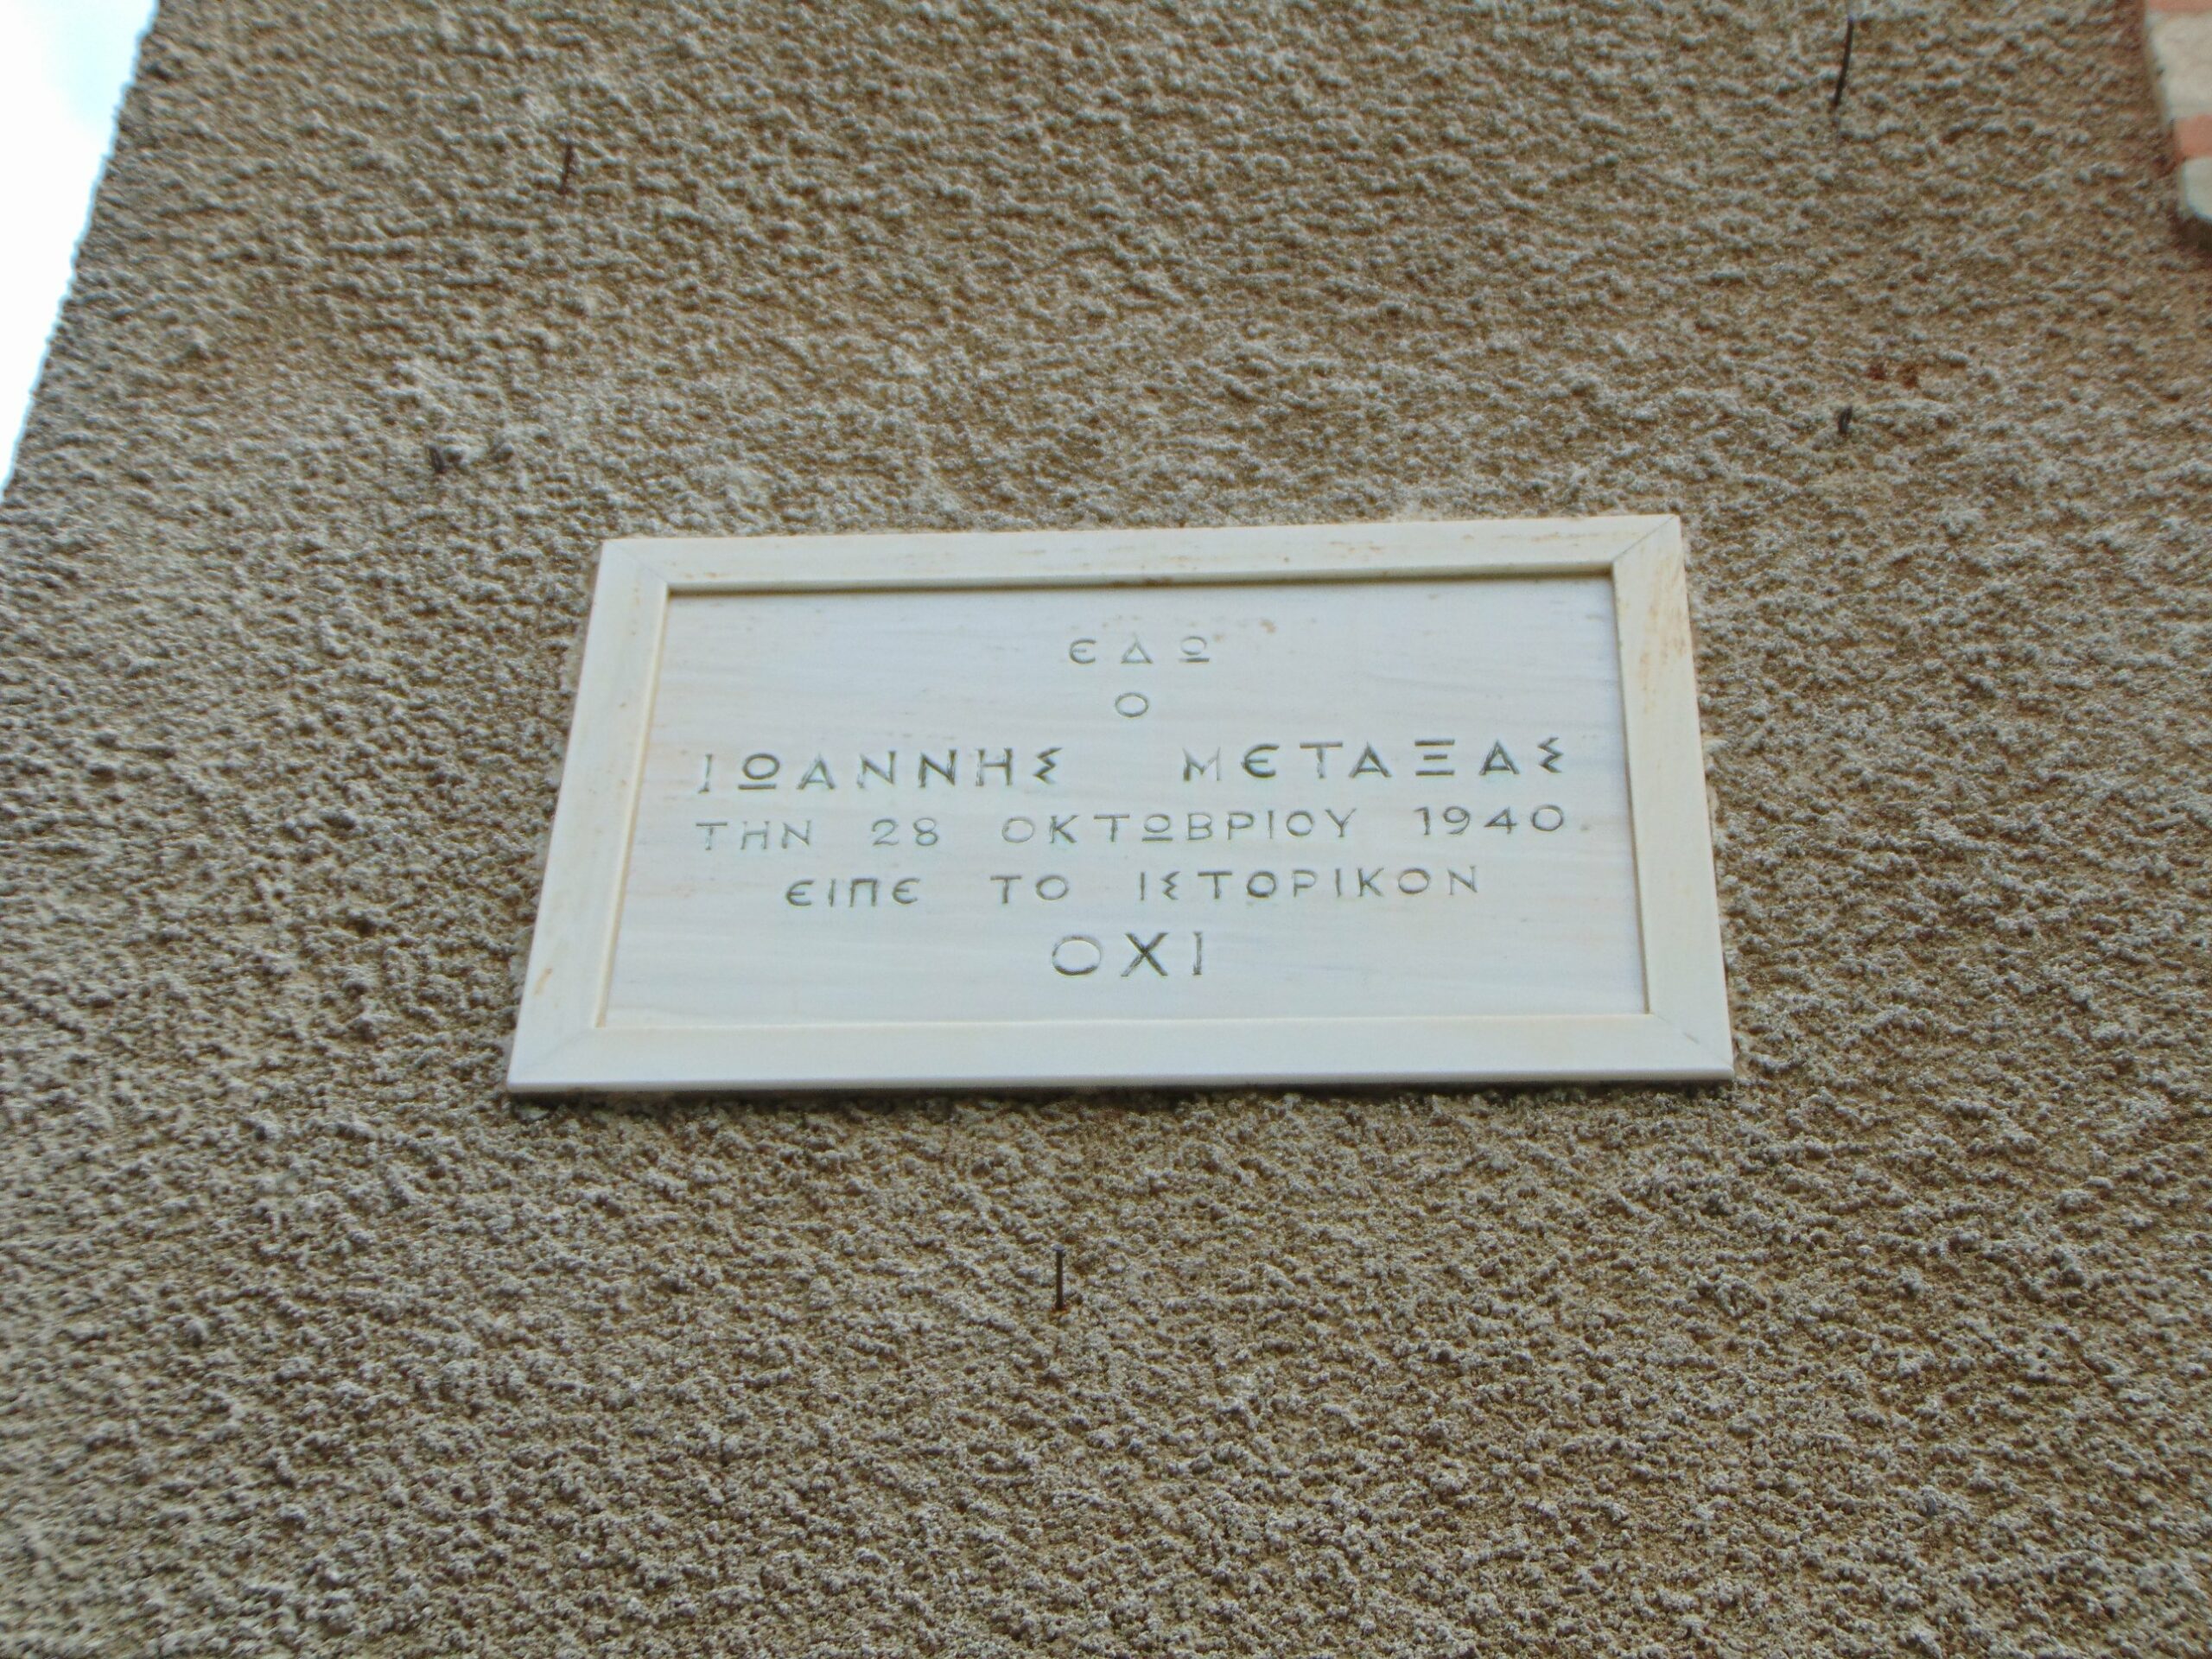 ΕΔΩ
Ο
ΙΩΑΝΝΗΣ ΜΕΤΑΞΑΣ
ΤΗΝ 28 ΟΚΤΩΒΡΙΟΥ 1940
ΕΙΠΕ ΤΟ ΙΣΤΟΡΙΚΟΝ
ΟΧΙ